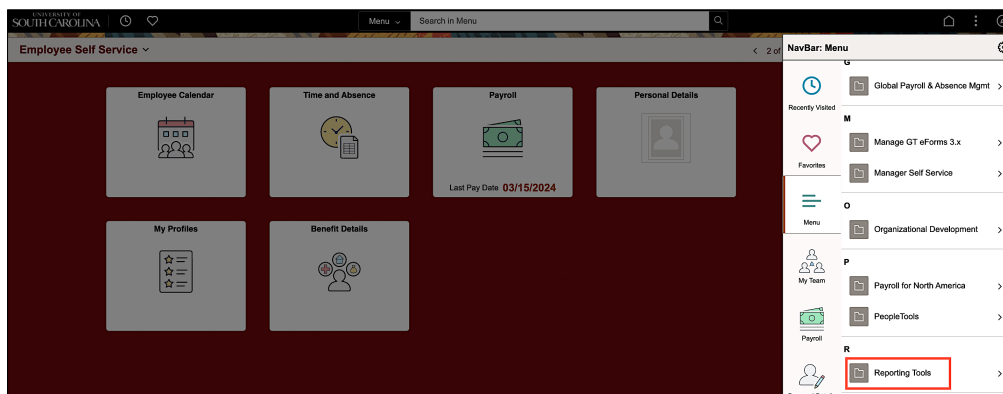 UNIVERSITY OF
SOUTH CAROLINA
Menu
Search in Menu
Employee Self Service
2 of
NavBar: Menu
Employee Calendar
Time and Absence
Payroll
Last Pay Date 03/15/2024
Personal Details
My Profiles
Benefit Details
Recently Visited
Favorites
Menu
My Team
Payroll
G
Global Payroll & Absence Mgmt
M
Manage GT eForms 3.x
Manager Self Service
O
Organizational Development
P
Payroll for North America
PeopleTools
R
Reporting Tools